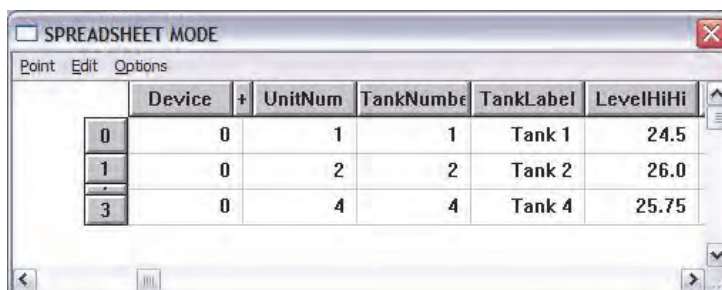 SPREADSHEET MODE
Point Edit Options
Device + UnitNum TankNumbe TankLabel LevelHiHi
0 0 1 1 Tank 1 24.5
1 0 2 2 Tank 2 26.0
3 0 4 4 Tank 4 25.75